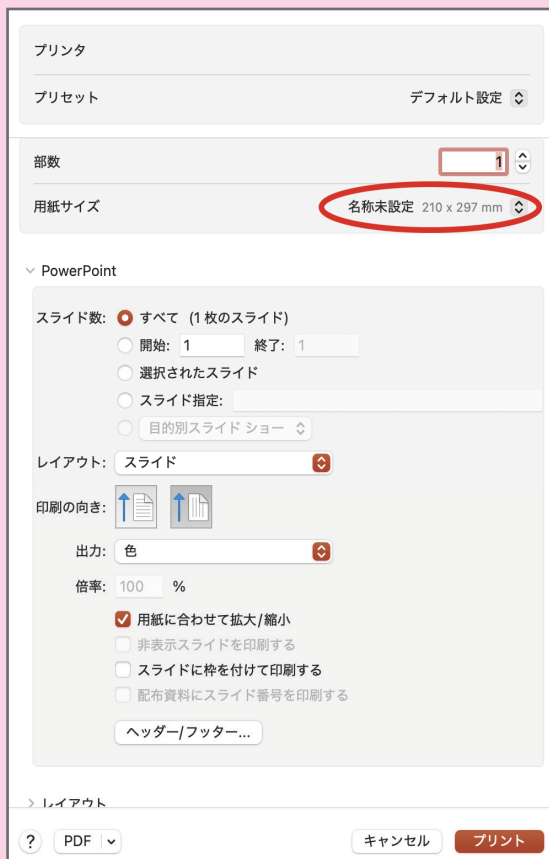 プリンタ
プリセット デフォルト設定
部数 1
用紙サイズ 名称未設定 210 x 297 mm
PowerPoint
スライド数: すべて (1 枚のスライド)
開始: 1 終了: 1
選択されたスライド
スライド指定:
目的別スライド ショー
レイアウト: スライド
印刷の向き:
出力: 色
倍率: 100 %
用紙に合わせて拡大/縮小
非表示スライドを印刷する
スライドに枠を付けて印刷する
配布資料にスライド番号を印刷する
ヘッダー/フッター...
レイアウト
? PDF キャンセル プリント